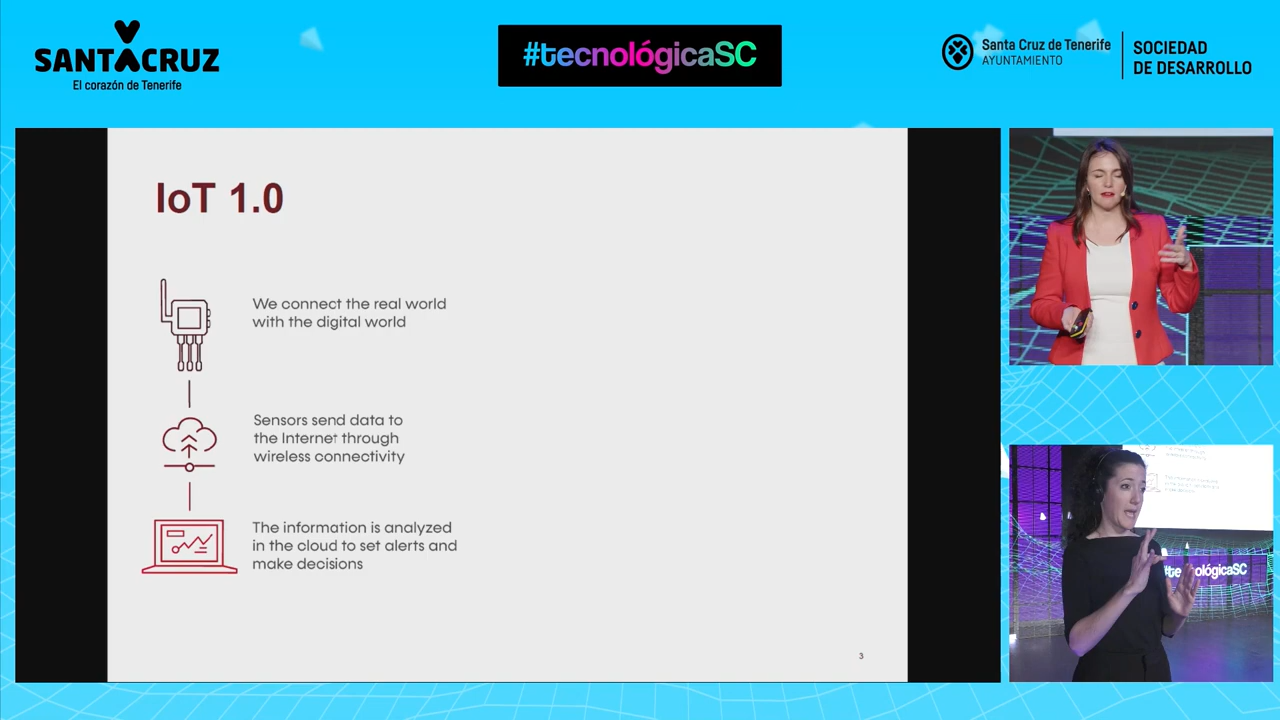 SANTACRUZ
El corazón de Tenerife
#tecnológicaSC
Santa Cruz de Tenerife
AYUNTAMIENTO
SOCIEDAD
DE DESARROLLO
IoT 1.0
We connect the real world
with the digital world
Sensors send data to
the Internet through
wireless connectivity
The information is analyzed
in the cloud to set alerts and
make decisions
3
#tecnológicaSC